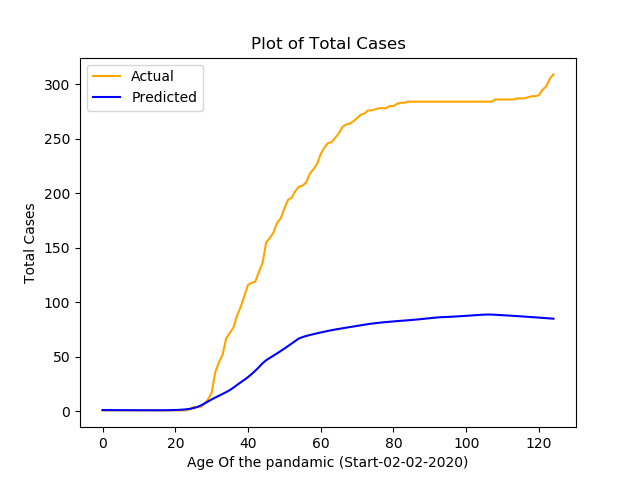 Plot of Total Cases
Actual
Predicted
300
250
200
150
100
50
0
Total Cases
0 20 40 60 80 100 120
Age Of the pandamic (Start-02-02-2020)